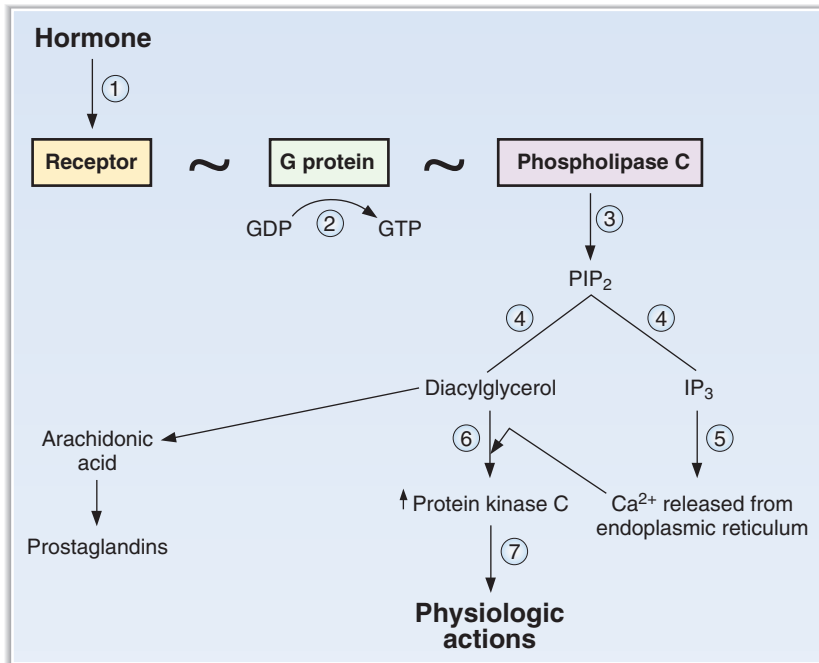 Hormone
①
Receptor ~ G protein ~ Phospholipase C
GDP ② GTP
③
PIP₂
④ ④
Diacylglycerol IP₃
Arachidonic
acid
⑥ ⑤
↑ Protein kinase C
Ca²⁺ released from
endoplasmic reticulum
Prostaglandins
⑦
Physiologic
actions